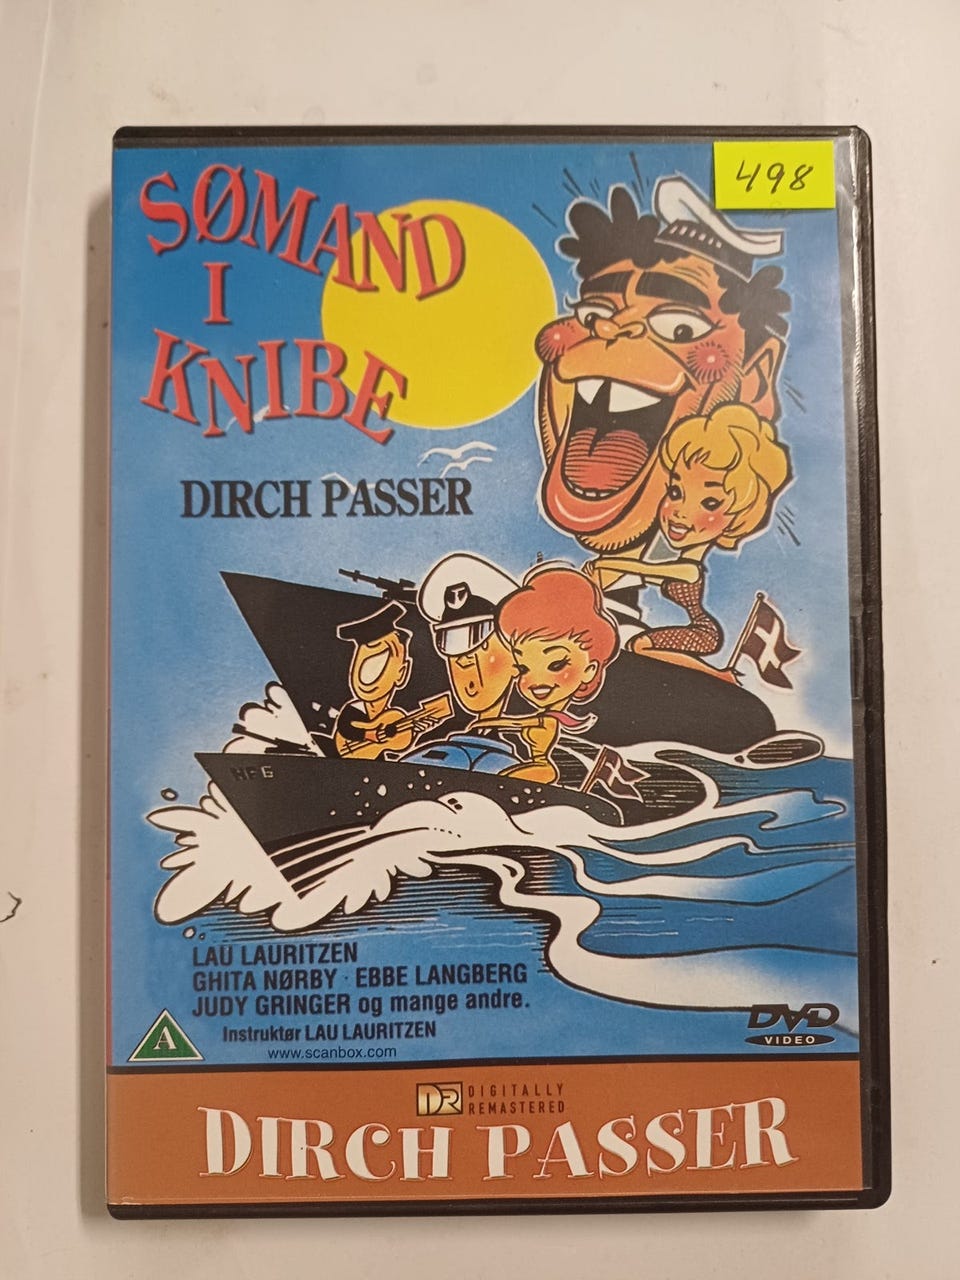 498
SØMAND
I
KNIBE
DIRCH PASSER
HFG
LAU LAURITZEN
GHITA NØRBY · EBBE LANGBERG
JUDY GRINGER og mange andre.
Instruktør LAU LAURITZEN
www.scanbox.com
A
DVD
VIDEO
DR DIGITALLY
REMASTERED
DIRCH PASSER